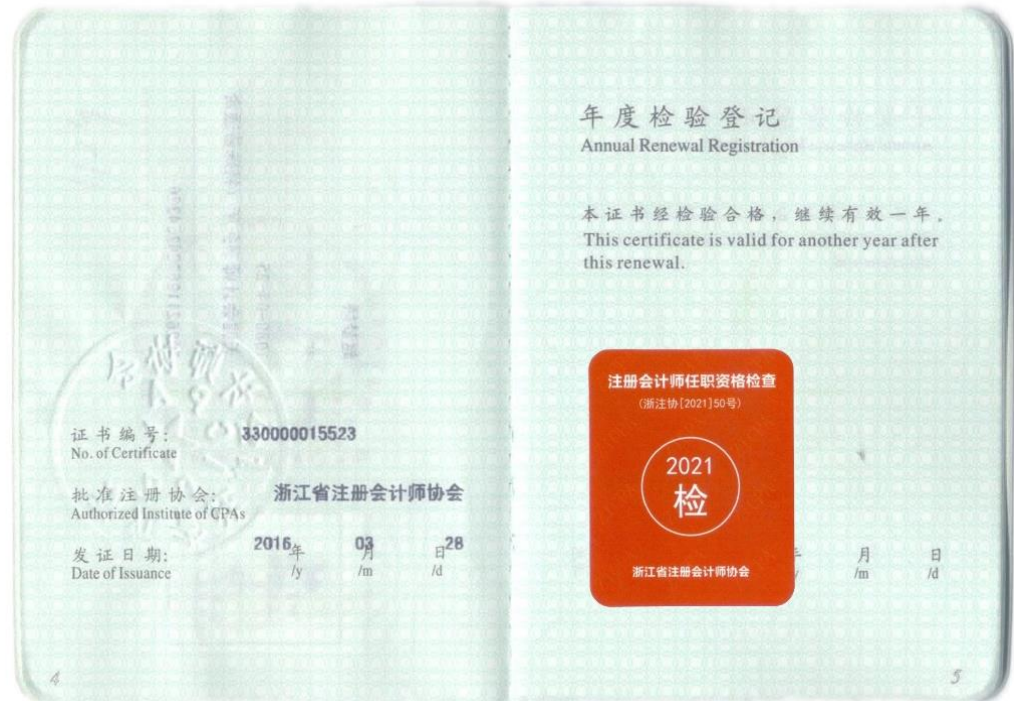 证书编号: 330000015523
No. of Certificate
批准注册协会: 浙江省注册会计师协会
Authorized Institute of CPAs
发证日期: 2016年 03月 28日
Date of Issuance /y /m /d
4
年度检验登记
Annual Renewal Registration
本证书经检验合格，继续有效一年。
This certificate is valid for another year after
this renewal.
注册会计师任职资格检查
(浙注协[2021]50号)
2021
检
浙江省注册会计师协会
月 日
/m /d
5